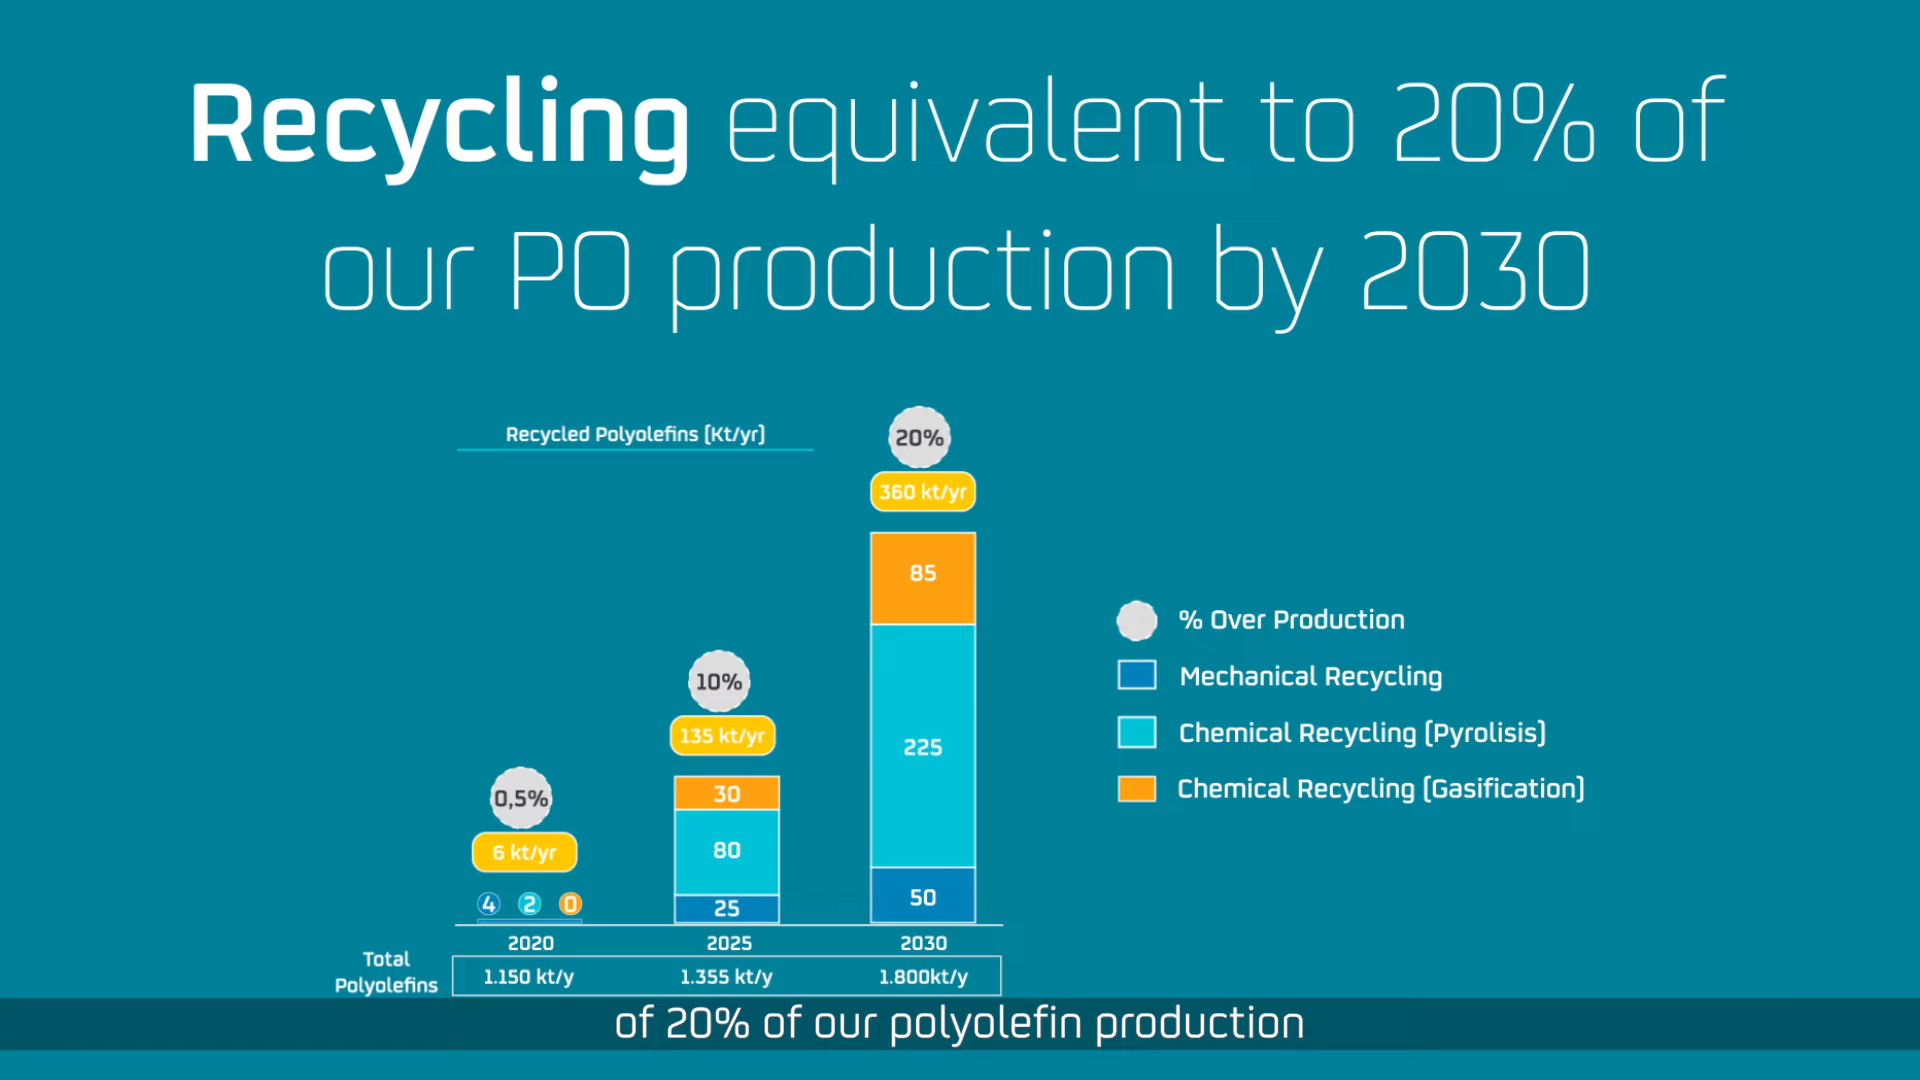 Recycling equivalent to 20% of
our PO production by 2030
Recycled Polyolefins (Kt/yr)
20%
360 kt/yr
85
225
50
10%
135 kt/yr
30
80
25
0,5%
6 kt/yr
4 2 0
2020 2025 2030
Total
Polyolefins
1.150 kt/y 1.355 kt/y 1.800kt/y
% Over Production
Mechanical Recycling
Chemical Recycling (Pyrolisis)
Chemical Recycling (Gasification)
of 20% of our polyolefin production